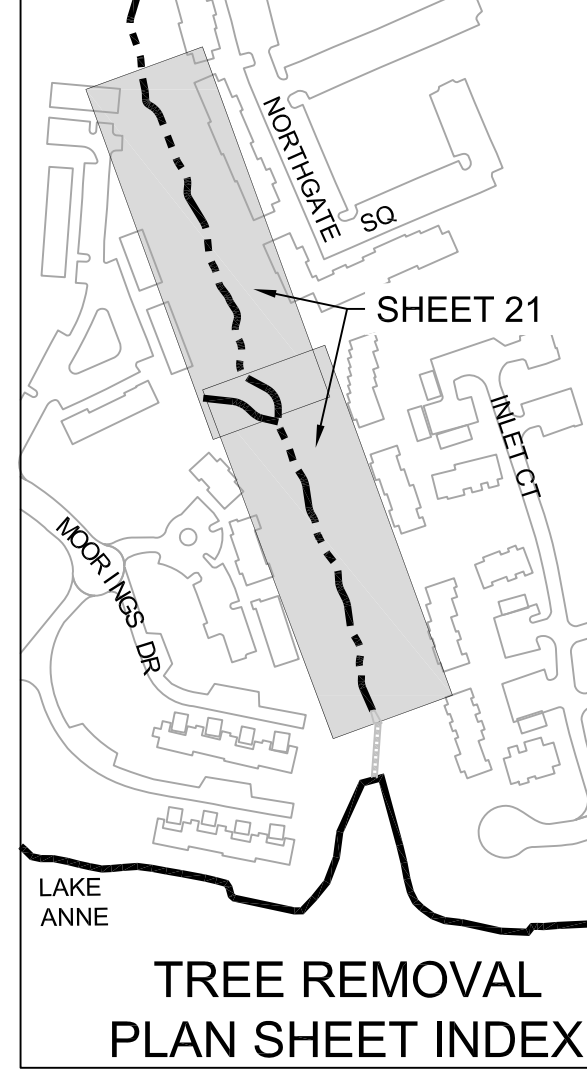 NORTHGATE
SQ
SHEET 21
INLET CT
MOORINGS DR
LAKE
ANNE
TREE REMOVAL
PLAN SHEET INDEX